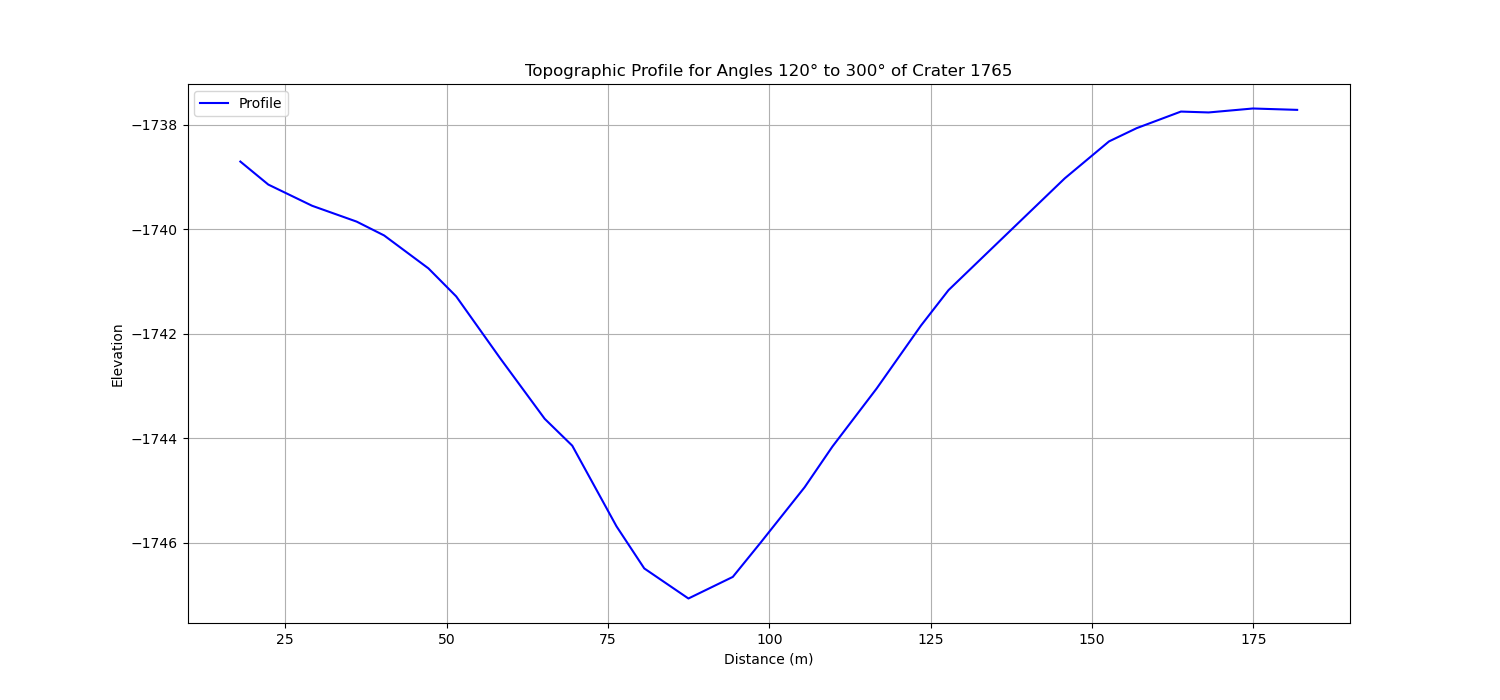 Topographic Profile for Angles 120° to 300° of Crater 1765
Profile
−1738
−1740
−1742
−1744
−1746
Elevation
25 50 75 100 125 150 175
Distance (m)